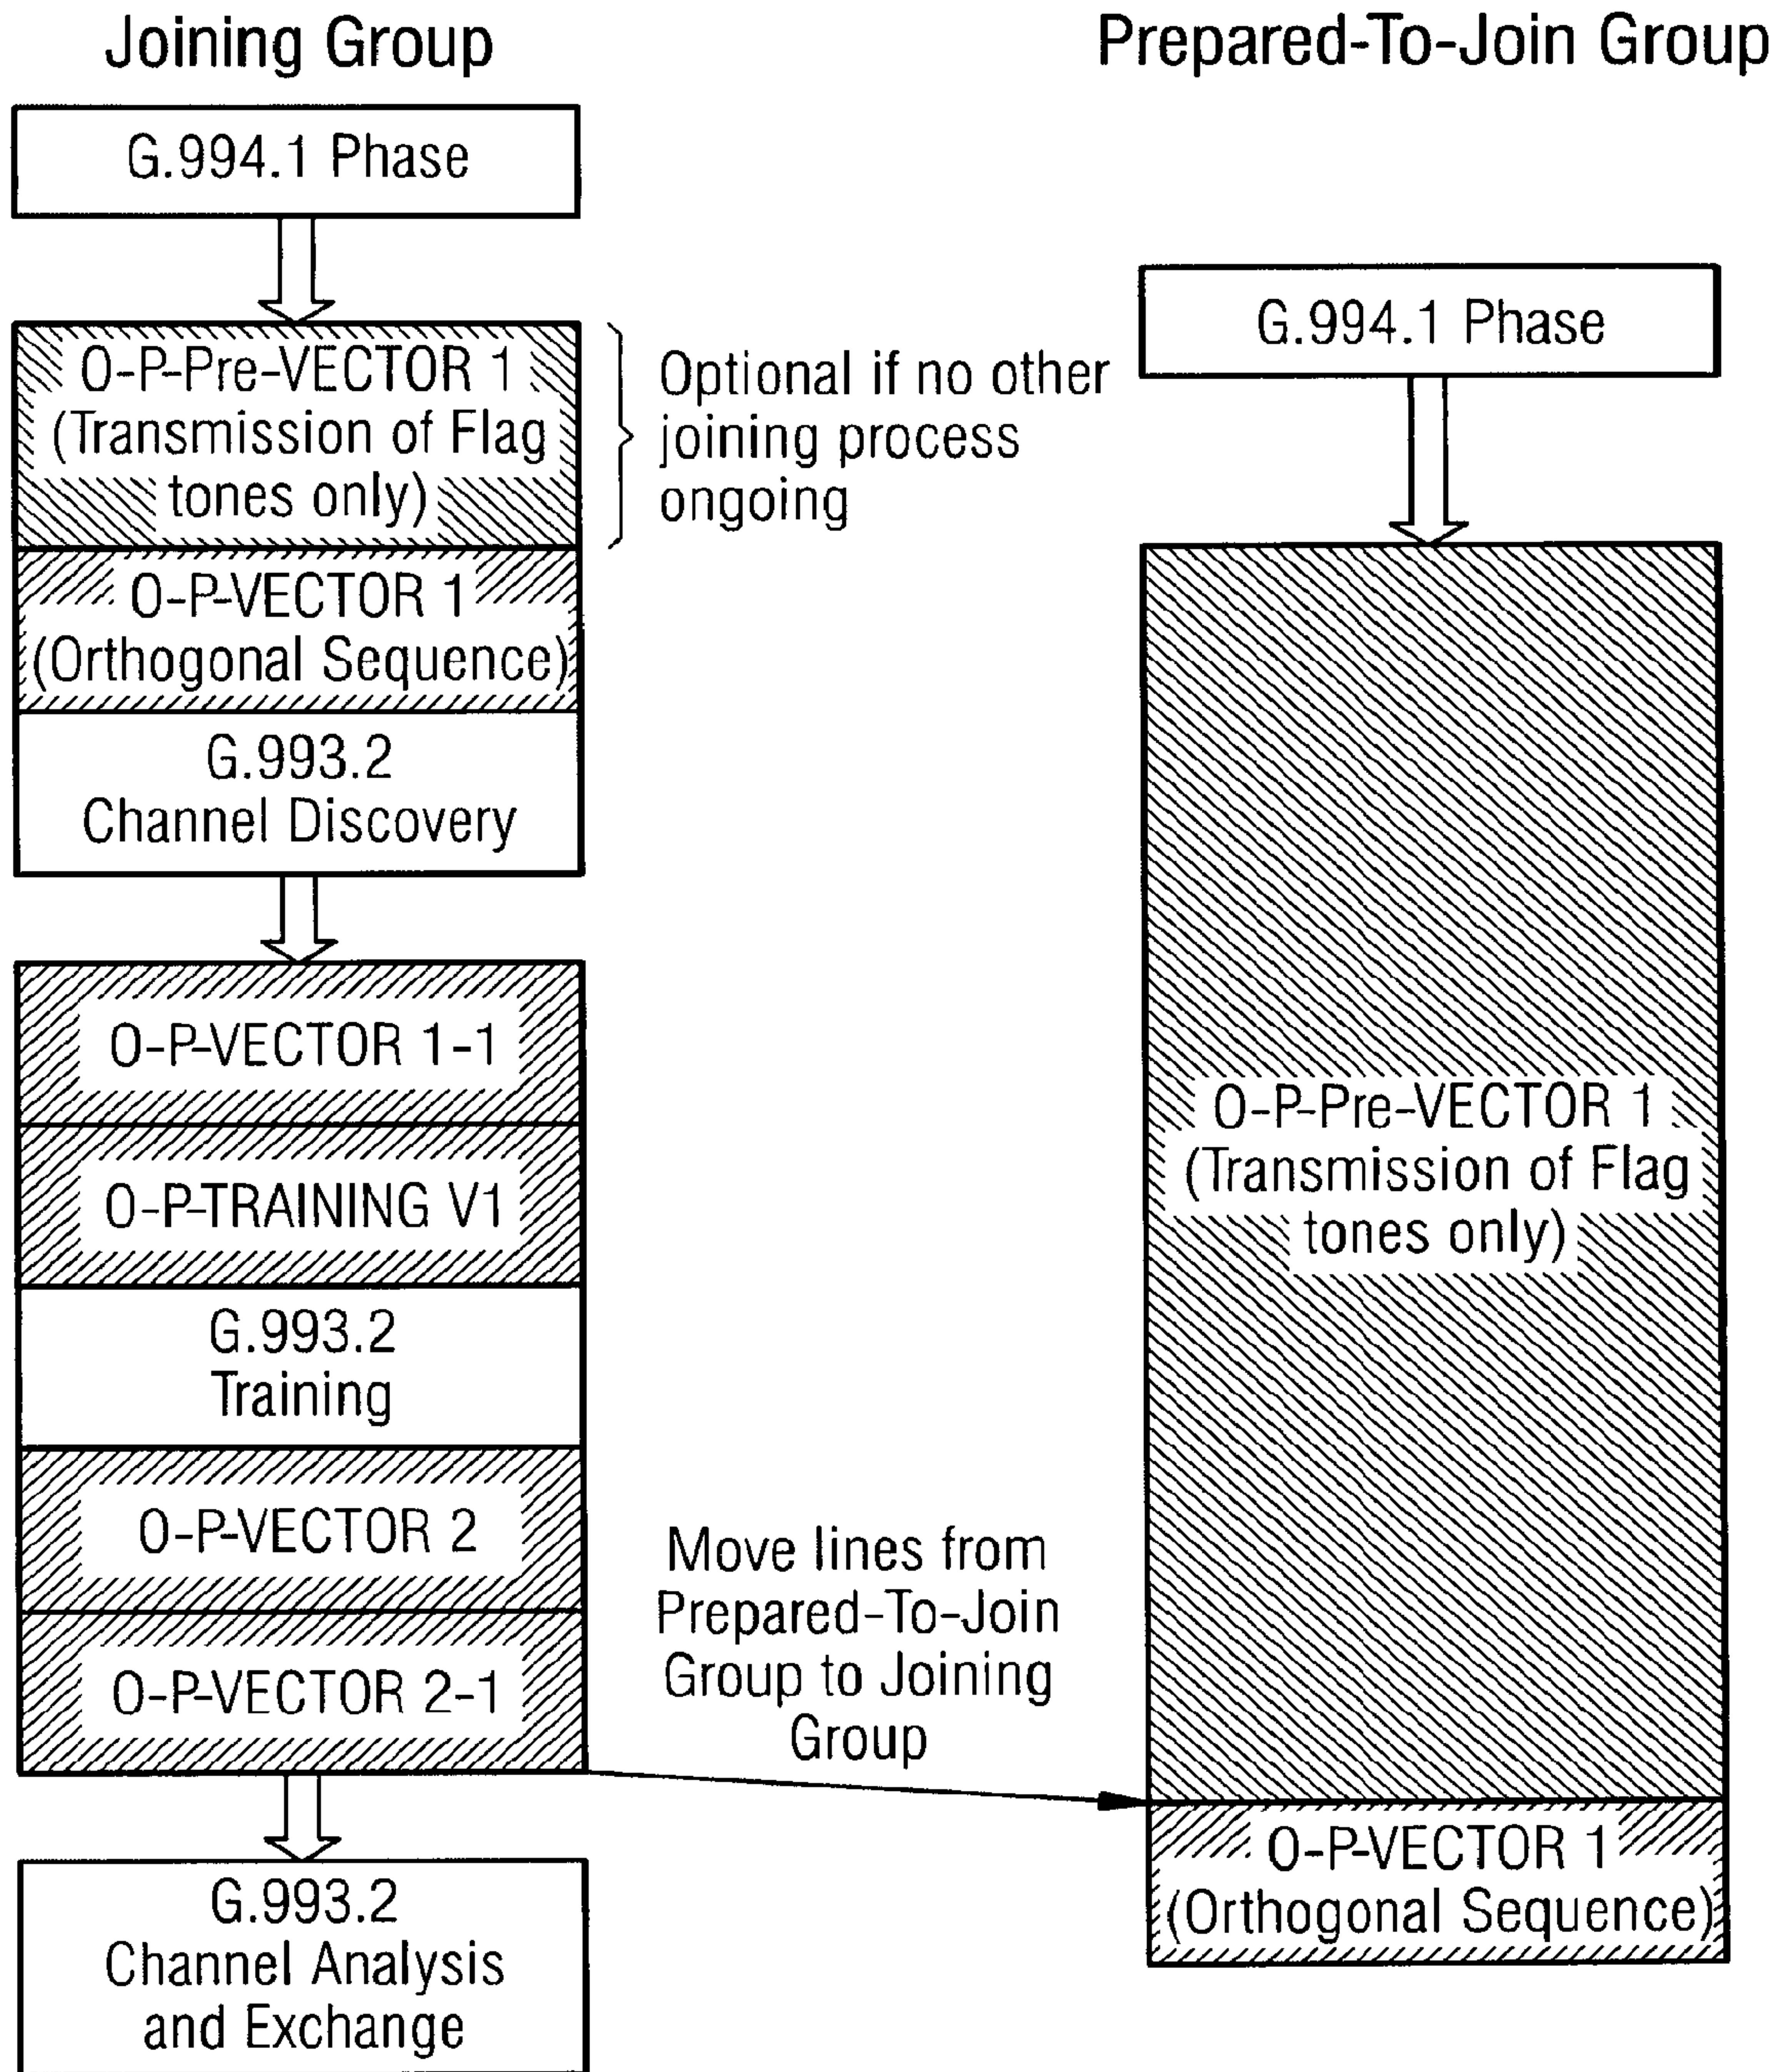 Joining Group
Prepared-To-Join Group
G.994.1 Phase
O-P-Pre-VECTOR 1
(Transmission of Flag
tones only)
Optional if no other
joining process
ongoing
O-P-VECTOR 1
(Orthogonal Sequence)
G.993.2
Channel Discovery
O-P-VECTOR 1-1
O-P-TRAINING V1
G.993.2
Training
O-P-VECTOR 2
O-P-VECTOR 2-1
G.993.2
Channel Analysis
and Exchange
Move lines from
Prepared-To-Join
Group to Joining
Group
G.994.1 Phase
O-P-Pre-VECTOR 1
(Transmission of Flag
tones only)
O-P-VECTOR 1
(Orthogonal Sequence)